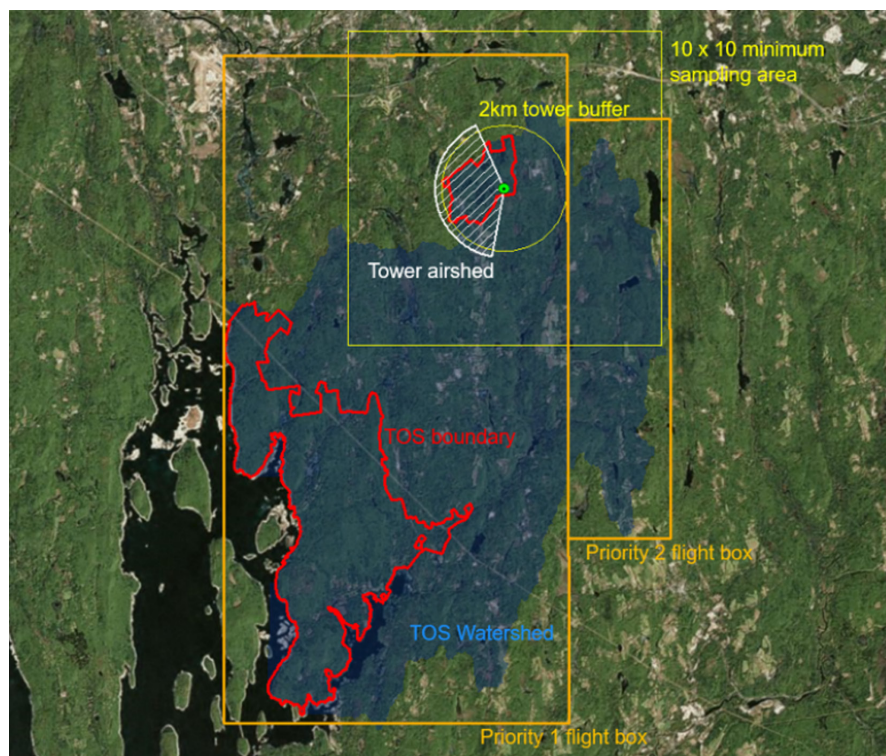 10 x 10 minimum
sampling area
2km tower buffer
Tower airshed
TOS boundary
Priority 2 flight box
TOS Watershed
Priority 1 flight box